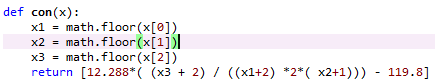 def con(x):
    x1 = math.floor(x[0])
    x2 = math.floor(x[1])
    x3 = math.floor(x[2])
    return [12.288*( (x3 + 2) / ((x1+2) *2*( x2+1))) - 119.8]